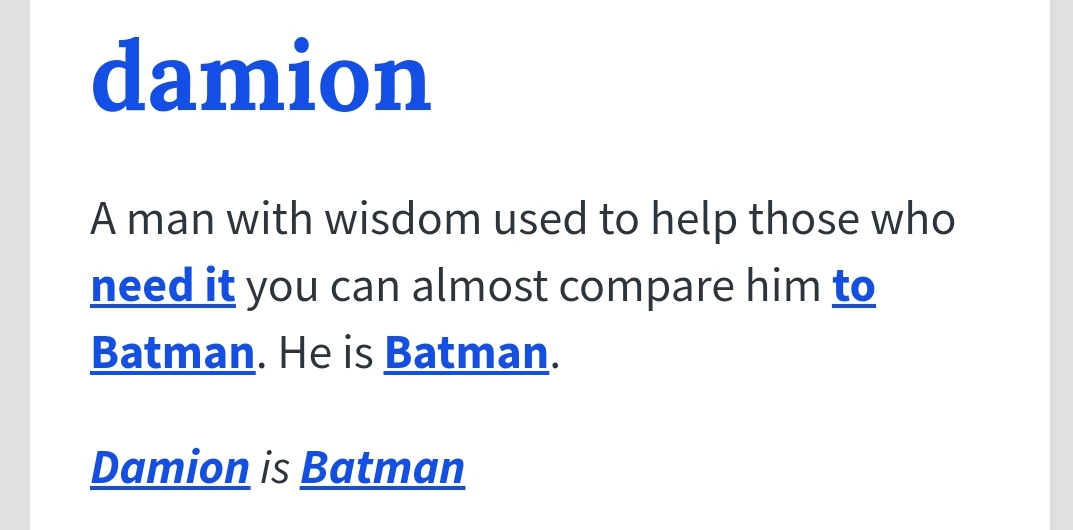 damion
A man with wisdom used to help those who
need it you can almost compare him to
Batman. He is Batman.
Damion is Batman